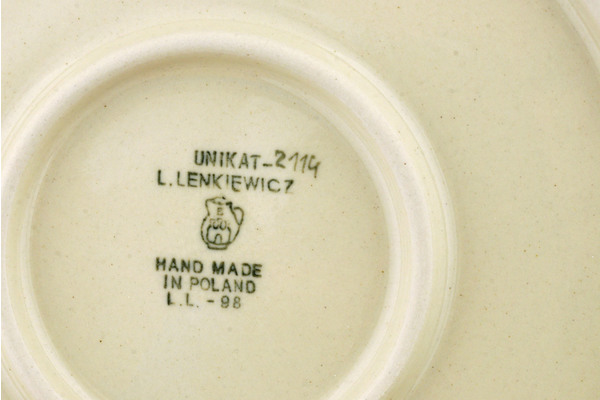 UNIKAT-2114
L.LENKIEWICZ
HAND MADE
IN POLAND
L.L. - 98